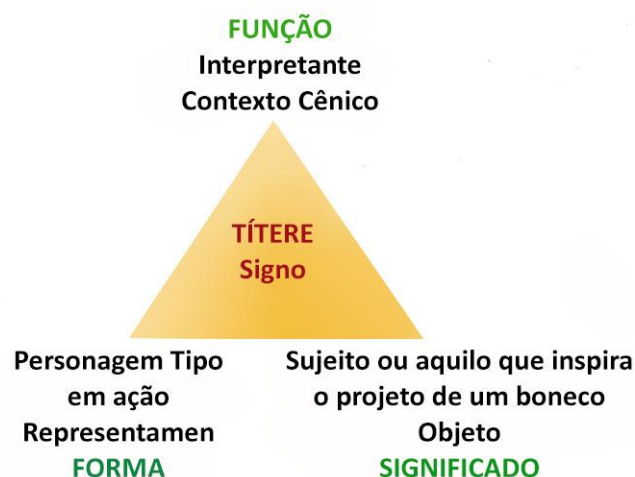 FUNÇÃO
Interpretante
Contexto Cênico
TÍTERE
Signo
Personagem Tipo
em ação
Representamen
FORMA
Sujeito ou aquilo que inspira
o projeto de um boneco
Objeto
SIGNIFICADO